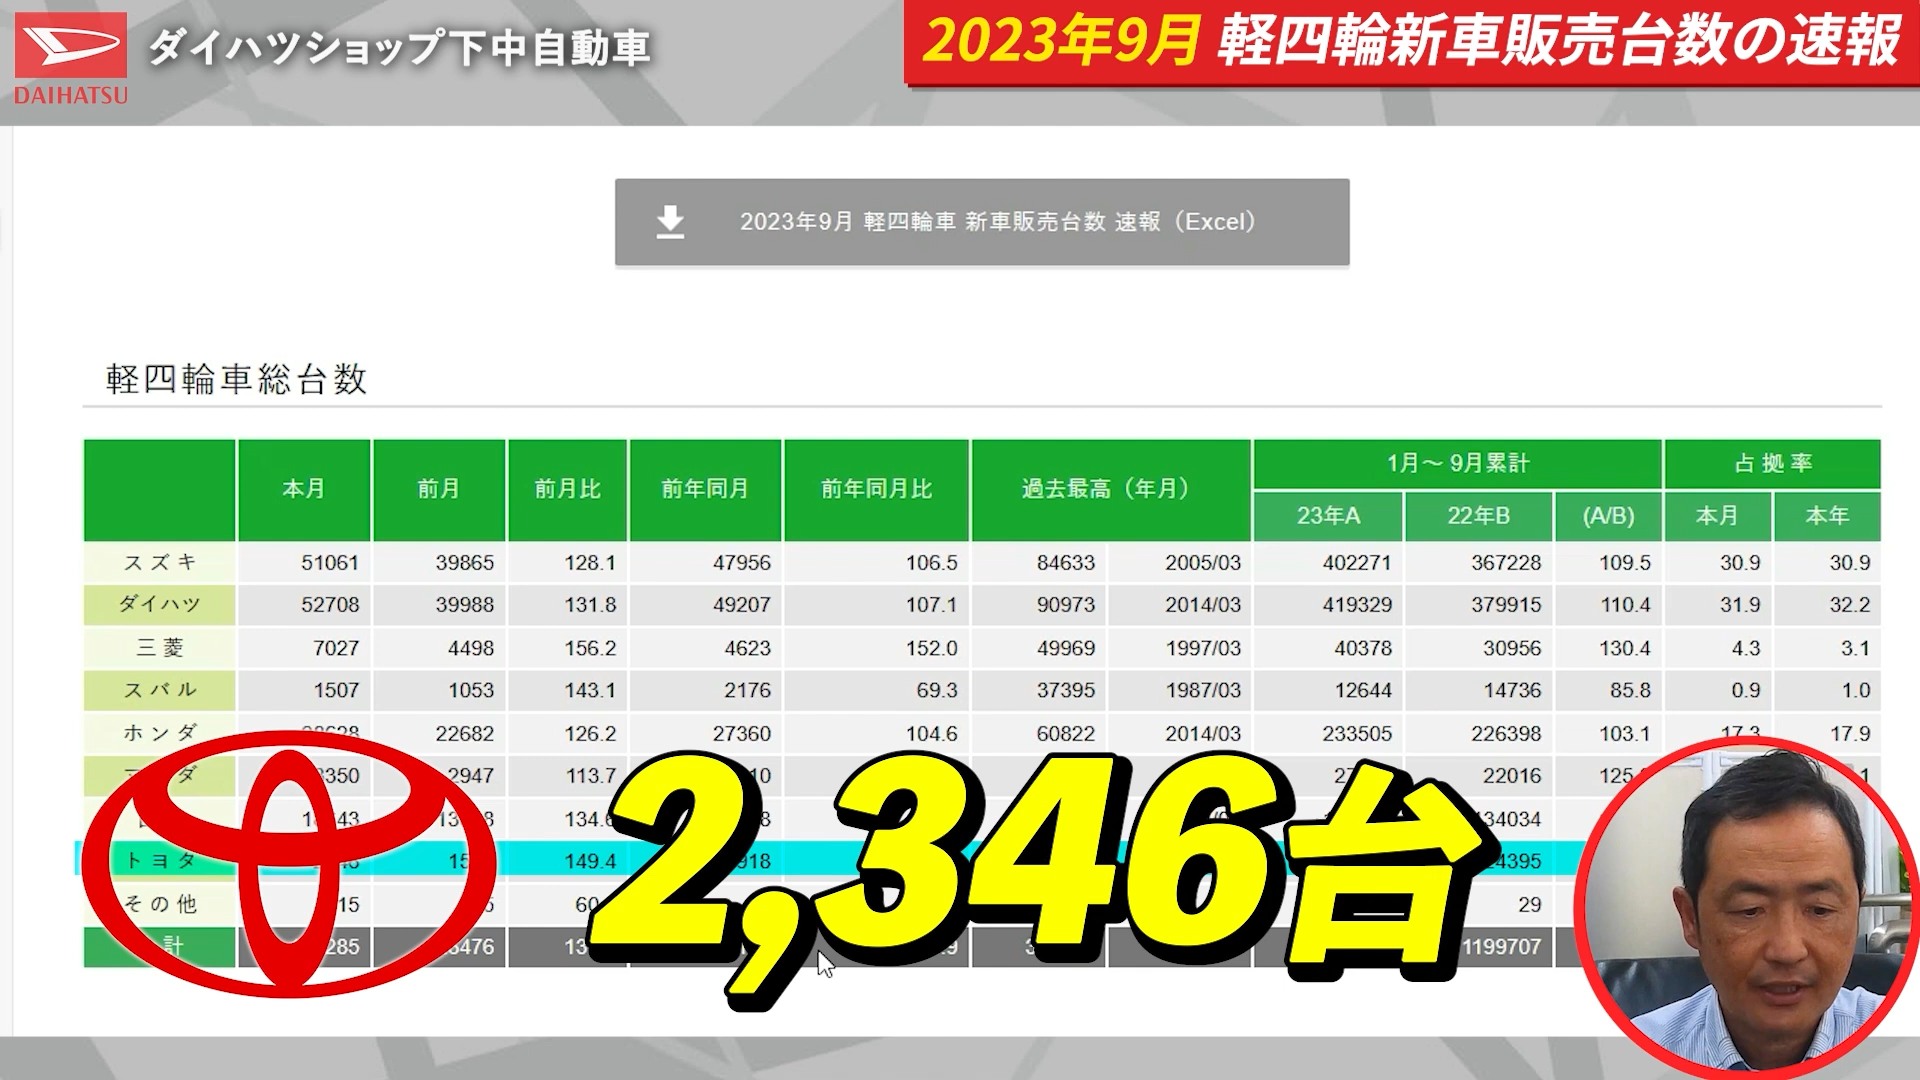 DAIHATSU
ダイハツショップ下中自動車
2023年9月 軽四輪新車販売台数の速報
2023年9月 軽四輪車 新車販売台数 速報（Excel）
軽四輪車総台数
本月 前月 前月比 前年同月 前年同月比 過去最高（年月） 1月～9月累計 占拠率
23年A 22年B (A/B) 本月 本年
スズキ 51061 39865 128.1 47956 106.5 84633 2005/03 402271 367228 109.5 30.9 30.9
ダイハツ 52708 39988 131.8 49207 107.1 90973 2014/03 419329 379915 110.4 31.9 32.2
三菱 7027 4498 156.2 4623 152.0 49969 1997/03 40378 30956 130.4 4.3 3.1
スバル 1507 1053 143.1 2176 69.3 37395 1987/03 12644 14736 85.8 0.9 1.0
ホンダ 22682 126.2 27360 104.6 60822 2014/03 233505 226398 103.1 17.3 17.9
2947 113.7 22016
134034
トヨタ 149.4
その他 29
計 1199707
2,346台